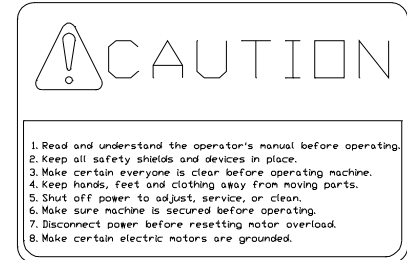 CAUTION
1. Read and understand the operator's manual before operating.
2. Keep all safety shields and devices in place.
3. Make certain everyone is clear before operating machine.
4. Keep hands, feet and clothing away from moving parts.
5. Shut off power to adjust, service, or clean.
6. Make sure machine is secured before operating.
7. Disconnect power before resetting motor overload.
8. Make certain electric motors are grounded.